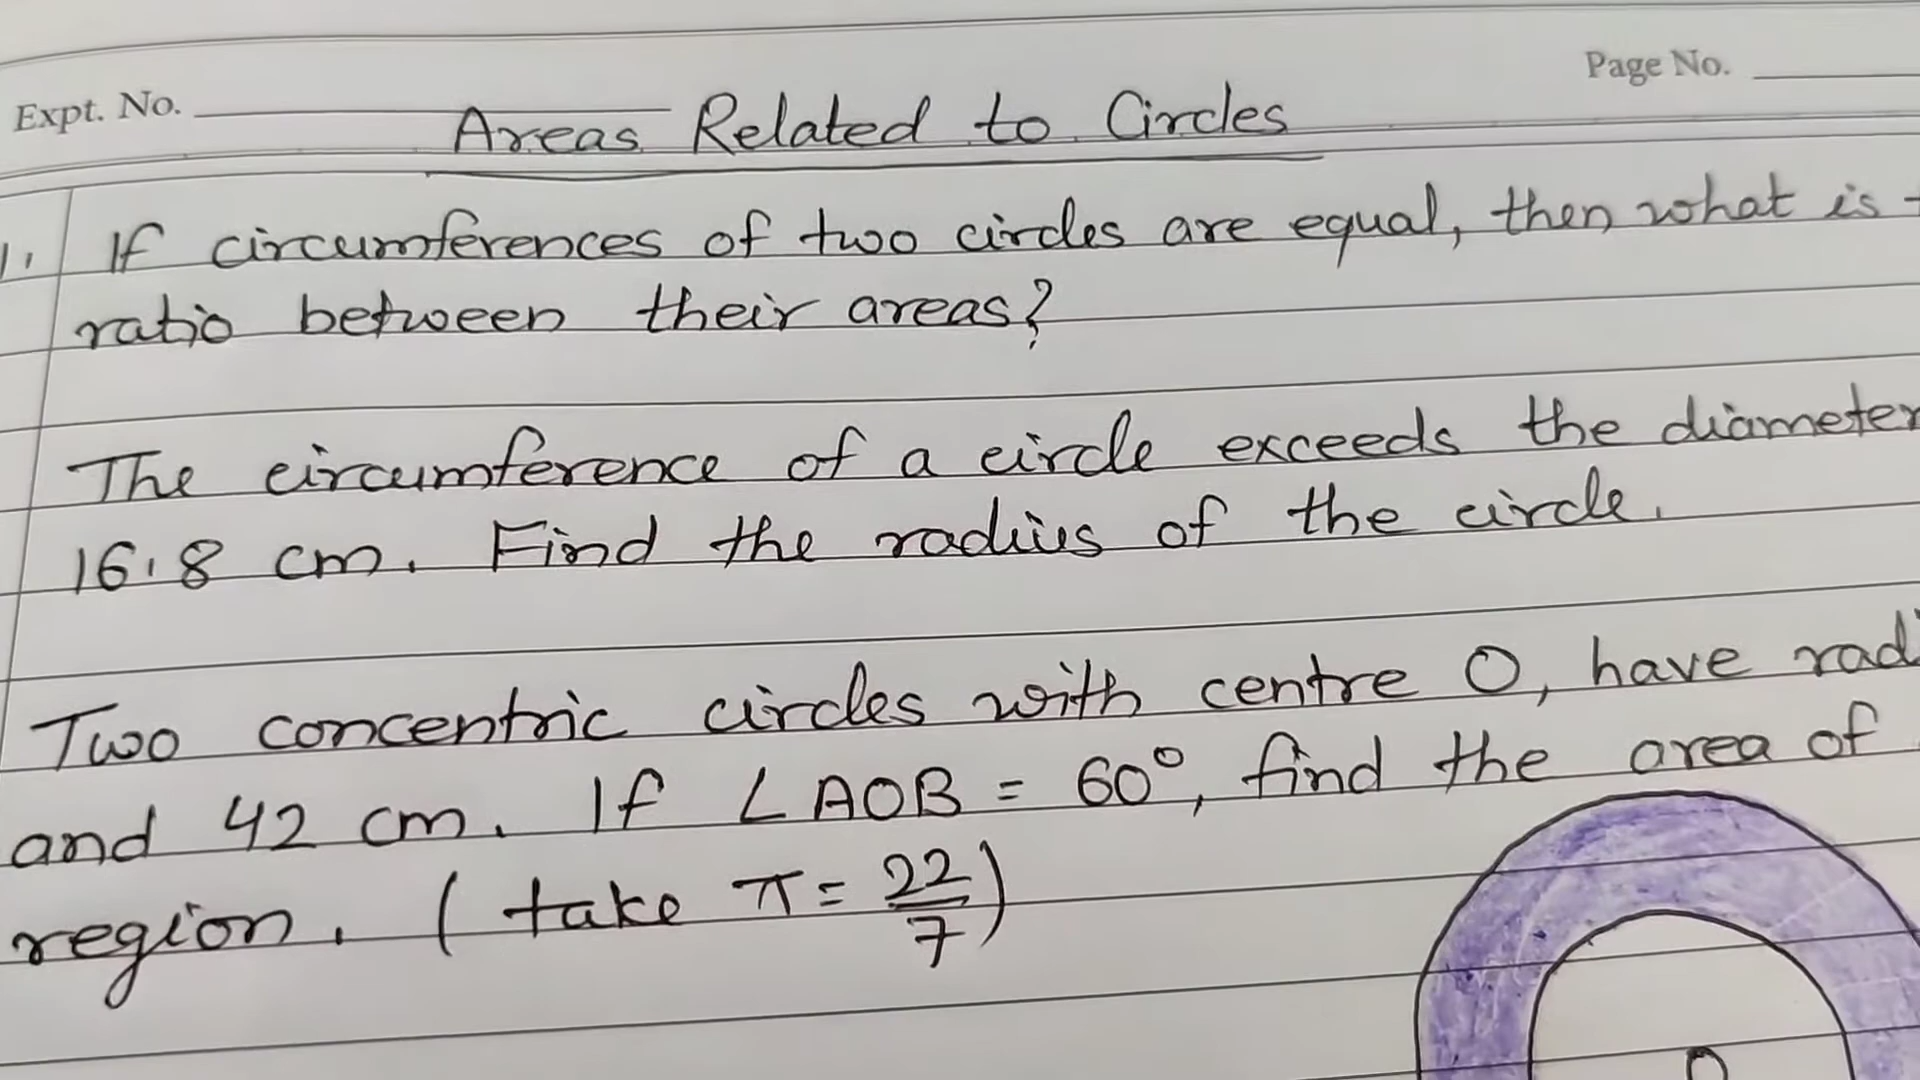 Expt. No.
Page No.
Areas Related to Circles
1. If circumferences of two circles are equal, then what is
ratio between their areas?
The circumference of a circle exceeds the diameter
16.8 cm. Find the radius of the circle.
Two concentric circles with centre O, have
and 42 cm. If ∠AOB = 60°, find the area of
region. (take π = 22/7)